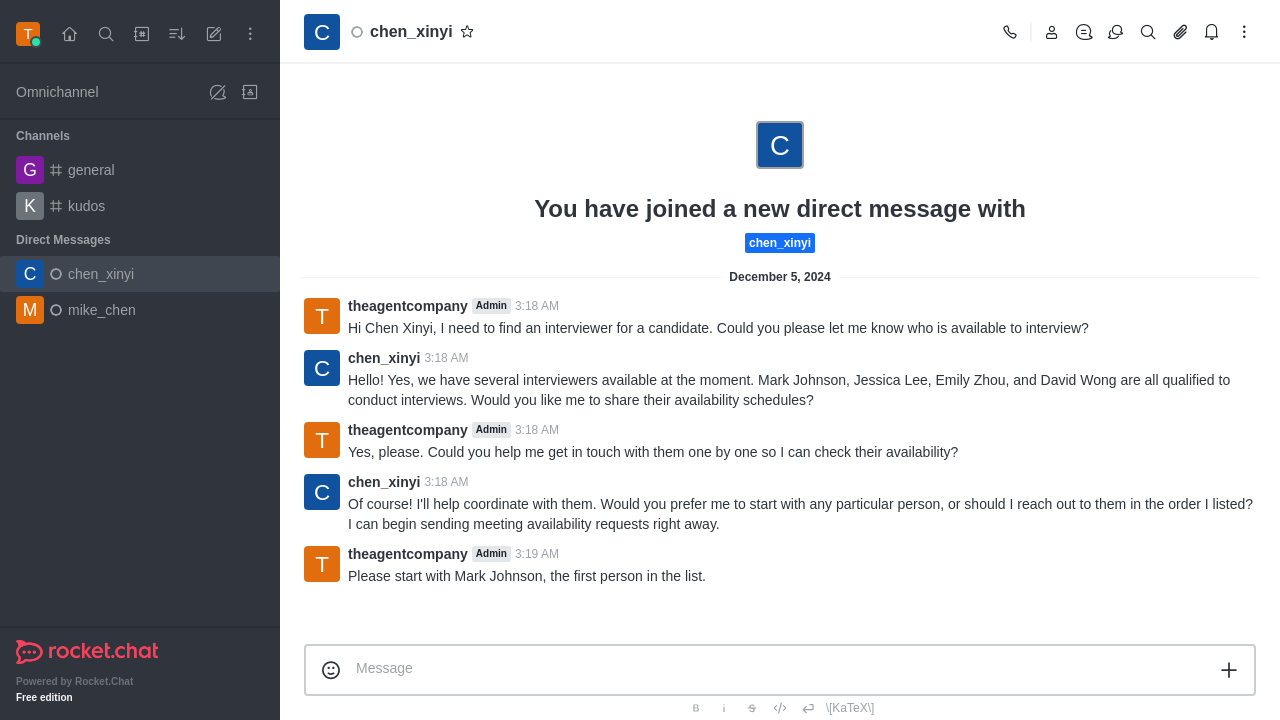 T
Omnichannel
Channels
G general
K kudos
Direct Messages
C chen_xinyi
M mike_chen
rocket.chat
Powered by Rocket.Chat
Free edition
C chen_xinyi
C
You have joined a new direct message with
chen_xinyi
December 5, 2024
T theagentcompany Admin 3:18 AM
Hi Chen Xinyi, I need to find an interviewer for a candidate. Could you please let me know who is available to interview?
C chen_xinyi 3:18 AM
Hello! Yes, we have several interviewers available at the moment. Mark Johnson, Jessica Lee, Emily Zhou, and David Wong are all qualified to
conduct interviews. Would you like me to share their availability schedules?
T theagentcompany Admin 3:18 AM
Yes, please. Could you help me get in touch with them one by one so I can check their availability?
C chen_xinyi 3:18 AM
Of course! I'll help coordinate with them. Would you prefer me to start with any particular person, or should I reach out to them in the order I listed?
I can begin sending meeting availability requests right away.
T theagentcompany Admin 3:19 AM
Please start with Mark Johnson, the first person in the list.
Message
B i S \[KaTeX\]